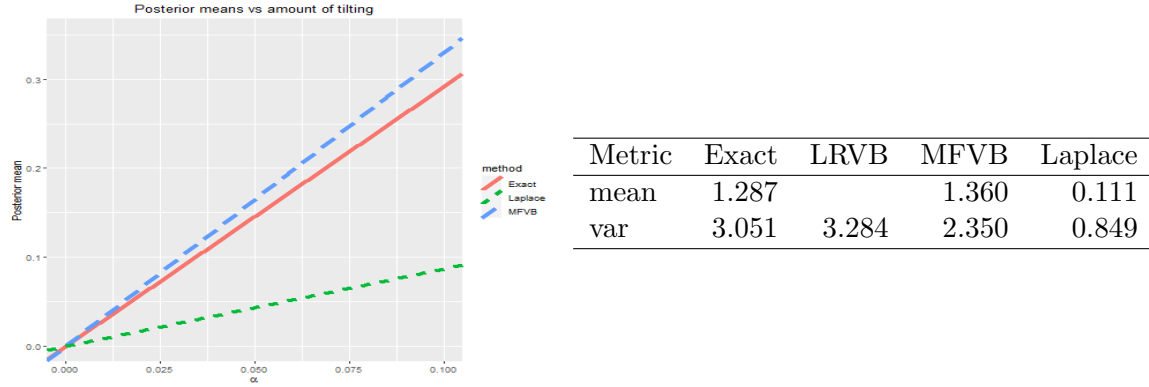 Posterior means vs amount of tilting
Posterior mean
0.3
0.2
0.1
0.0
0.000 0.025 0.050 0.075 0.100
α
method
Exact
Laplace
MFVB
Metric Exact LRVB MFVB Laplace
mean 1.287 1.360 0.111
var 3.051 3.284 2.350 0.849